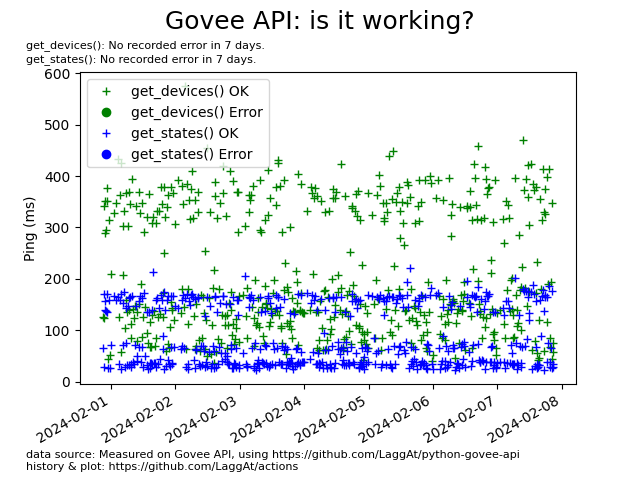 Govee API: is it working?
get_devices(): No recorded error in 7 days.
get_states(): No recorded error in 7 days.
600
500
400
300
200
100
0
Ping (ms)
get_devices() OK
get_devices() Error
get_states() OK
get_states() Error
2024-02-01
2024-02-02
2024-02-03
2024-02-04
2024-02-05
2024-02-06
2024-02-07
2024-02-08
data source: Measured on Govee API, using https://github.com/LaggAt/python-govee-api
history & plot: https://github.com/LaggAt/actions